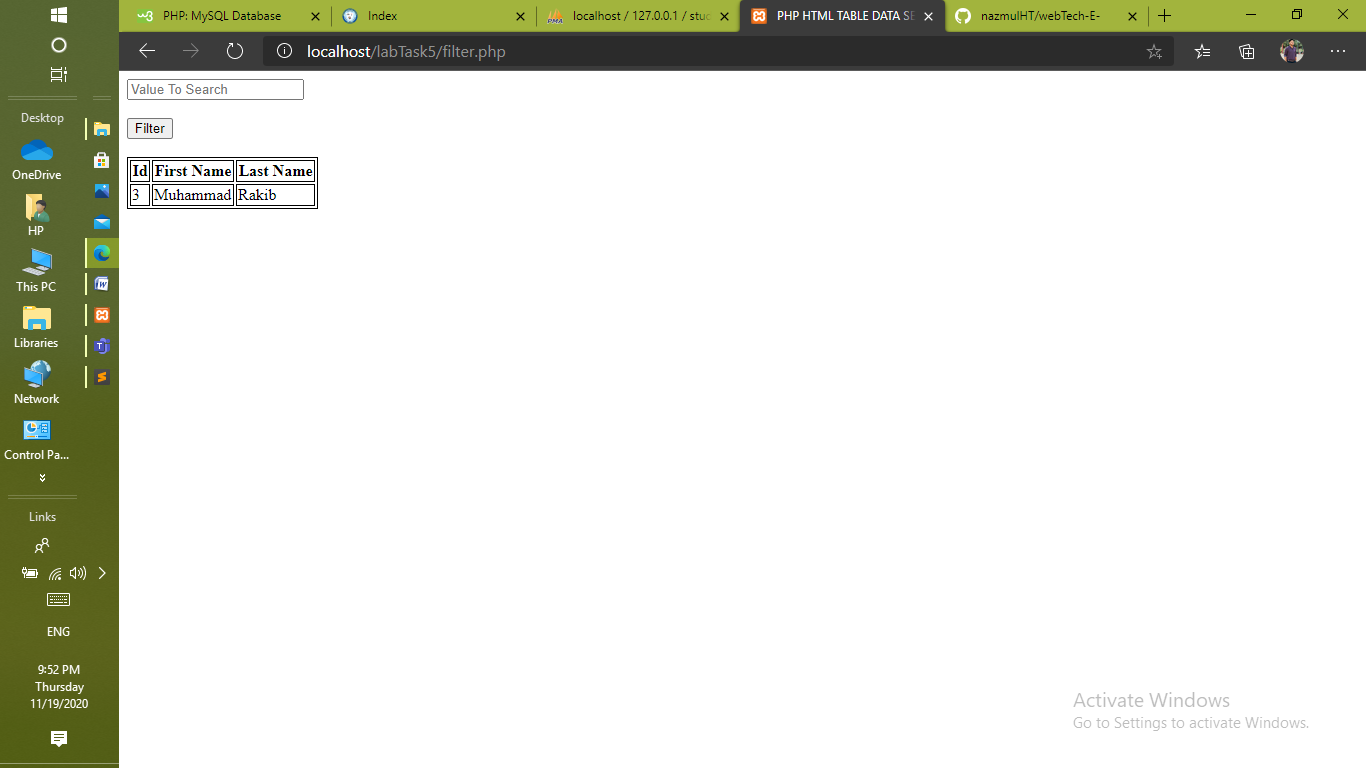 PHP: MySQL Database
Index
localhost / 127.0.0.1 / stud
PHP HTML TABLE DATA SE
nazmulHT/webTech-E-
localhost/labTask5/filter.php
Value To Search
Filter
Id First Name Last Name
3 Muhammad Rakib
Desktop
OneDrive
HP
This PC
Libraries
Network
Control Pa...
Links
ENG
9:52 PM
Thursday
11/19/2020
Activate Windows
Go to Settings to activate Windows.